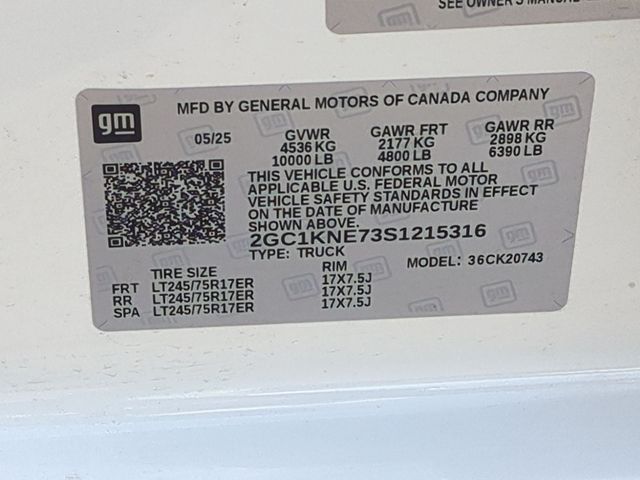 SEE OWNER'S MANUAL
gm
MFD BY GENERAL MOTORS OF CANADA COMPANY
05/25 GVWR GAWR FRT GAWR RR
4536 KG 2177 KG 2898 KG
10000 LB 4800 LB 6390 LB
THIS VEHICLE CONFORMS TO ALL
APPLICABLE U.S. FEDERAL MOTOR
VEHICLE SAFETY STANDARDS IN EFFECT
ON THE DATE OF MANUFACTURE
SHOWN ABOVE.
2GC1KNE73S1215316
TYPE: TRUCK MODEL: 36CK20743
TIRE SIZE RIM
FRT LT245/75R17ER 17X7.5J
RR LT245/75R17ER 17X7.5J
SPA LT245/75R17ER 17X7.5J